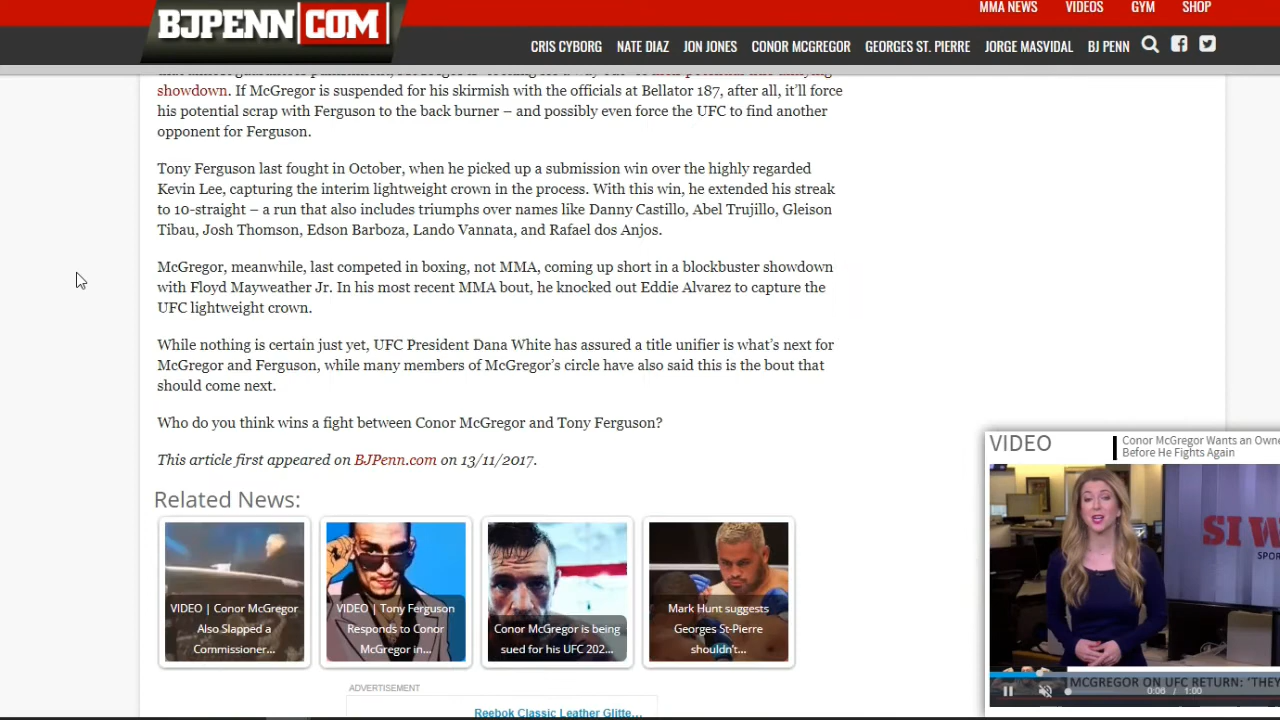 BJPENN COM
MMA NEWS VIDEOS GYM SHOP
CRIS CYBORG NATE DIAZ JON JONES CONOR MCGREGOR GEORGES ST. PIERRE JORGE MASVIDAL BJ PENN
showdown. If McGregor is suspended for his skirmish with the officials at Bellator 187, after all, it'll force
his potential scrap with Ferguson to the back burner – and possibly even force the UFC to find another
opponent for Ferguson.
Tony Ferguson last fought in October, when he picked up a submission win over the highly regarded
Kevin Lee, capturing the interim lightweight crown in the process. With this win, he extended his streak
to 10-straight – a run that also includes triumphs over names like Danny Castillo, Abel Trujillo, Gleison
Tibau, Josh Thomson, Edson Barboza, Lando Vannata, and Rafael dos Anjos.
McGregor, meanwhile, last competed in boxing, not MMA, coming up short in a blockbuster showdown
with Floyd Mayweather Jr. In his most recent MMA bout, he knocked out Eddie Alvarez to capture the
UFC lightweight crown.
While nothing is certain just yet, UFC President Dana White has assured a title unifier is what's next for
McGregor and Ferguson, while many members of McGregor's circle have also said this is the bout that
should come next.
Who do you think wins a fight between Conor McGregor and Tony Ferguson?
This article first appeared on BJPenn.com on 13/11/2017.
Related News:
VIDEO | Conor McGregor
Also Slapped a
Commissioner...
VIDEO | Tony Ferguson
Responds to Conor
McGregor in...
Conor McGregor is being
sued for his UFC 202...
Mark Hunt suggests
Georges St-Pierre
shouldn't...
ADVERTISEMENT
Reebok Classic Leather Glitte...
VIDEO
Conor McGregor Wants an Owne
Before He Fights Again
SI W
SPOR
MCGREGOR ON UFC RETURN: 'THEY
0:06 / 1:00